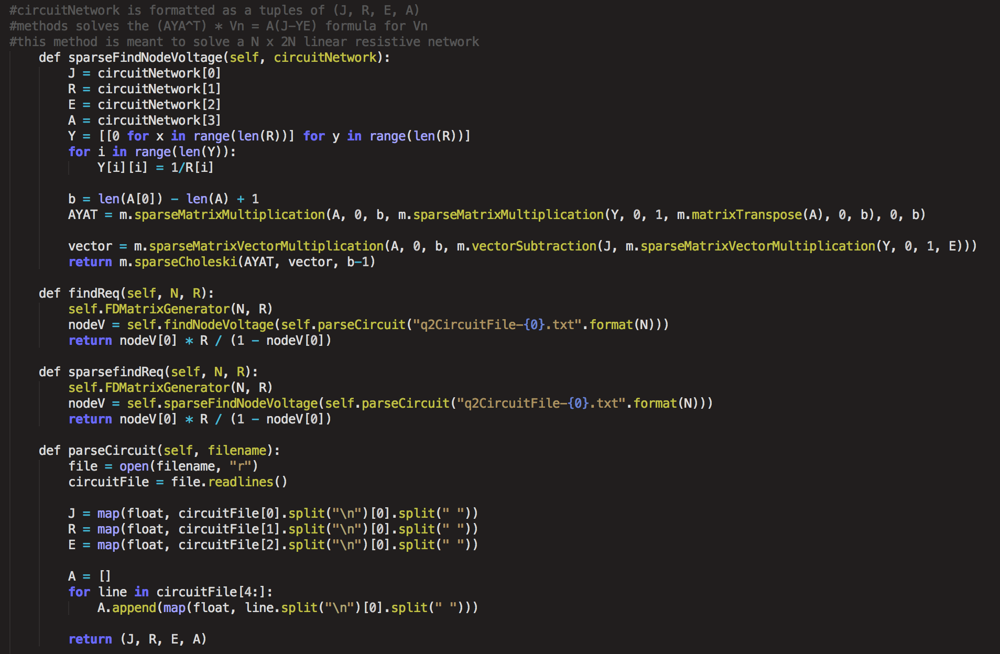 #circuitNetwork is formatted as a tuples of (J, R, E, A)
#methods solves the (AYA^T) * Vn = A(J-YE) formula for Vn
#this method is meant to solve a N x 2N linear resistive network
    def sparseFindNodeVoltage(self, circuitNetwork):
        J = circuitNetwork[0]
        R = circuitNetwork[1]
        E = circuitNetwork[2]
        A = circuitNetwork[3]
        Y = [[0 for x in range(len(R))] for y in range(len(R))]
        for i in range(len(Y)):
            Y[i][i] = 1/R[i]

        b = len(A[0]) - len(A) + 1
        AYAT = m.sparseMatrixMultiplication(A, 0, b, m.sparseMatrixMultiplication(Y, 0, 1, m.matrixTranspose(A), 0, b), 0, b)

        vector = m.sparseMatrixVectorMultiplication(A, 0, b, m.vectorSubtraction(J, m.sparseMatrixVectorMultiplication(Y, 0, 1, E)))
        return m.sparseCholeski(AYAT, vector, b-1)

    def findReq(self, N, R):
        self.FDMatrixGenerator(N, R)
        nodeV = self.findNodeVoltage(self.parseCircuit("q2CircuitFile-{0}.txt".format(N)))
        return nodeV[0] * R / (1 - nodeV[0])

    def sparsefindReq(self, N, R):
        self.FDMatrixGenerator(N, R)
        nodeV = self.sparseFindNodeVoltage(self.parseCircuit("q2CircuitFile-{0}.txt".format(N)))
        return nodeV[0] * R / (1 - nodeV[0])

    def parseCircuit(self, filename):
        file = open(filename, "r")
        circuitFile = file.readlines()

        J = map(float, circuitFile[0].split("\n")[0].split(" "))
        R = map(float, circuitFile[1].split("\n")[0].split(" "))
        E = map(float, circuitFile[2].split("\n")[0].split(" "))

        A = []
        for line in circuitFile[4:]:
            A.append(map(float, line.split("\n")[0].split(" ")))

        return (J, R, E, A)